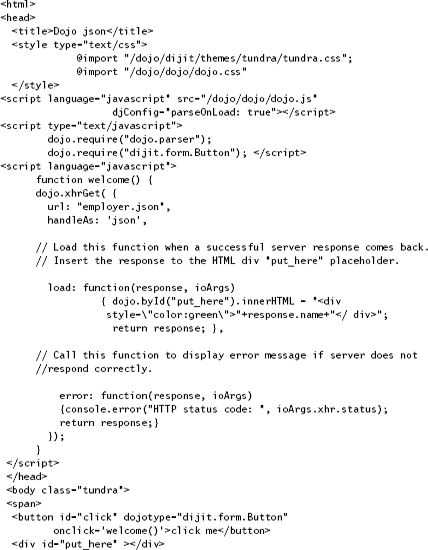 <html>
<head>
<title>Dojo json</title>
<style type="text/css">
@import "/dojo/dijit/themes/tundra/tundra.css";
@import "/dojo/dojo/dojo.css"
</style>
<script language="javascript" src="/dojo/dojo/dojo.js"
djConfig="parseOnLoad: true"></script>
<script type="text/javascript">
dojo.require("dojo.parser");
dojo.require("dijit.form.Button"); </script>
<script language="javascript">
function welcome() {
dojo.xhrGet( {
url: "employer.json",
handleAs: 'json',
// Load this function when a successful server response comes back.
// Insert the response to the HTML div "put_here" placeholder.
load: function(response, ioArgs)
{ dojo.byId("put_here").innerHTML = "<div
style=\"color:green\">"+response.name+"</ div>";
return response; },
// Call this function to display error message if server does not
//respond correctly.
error: function(response, ioArgs)
{console.error("HTTP status code: ", ioArgs.xhr.status);
return response;}
});
}
</script>
</head>
<body class="tundra">
<span>
<button id="click" dojotype="dijit.form.Button"
onclick='welcome()'>click me</button>
<div id="put_here" ></div>